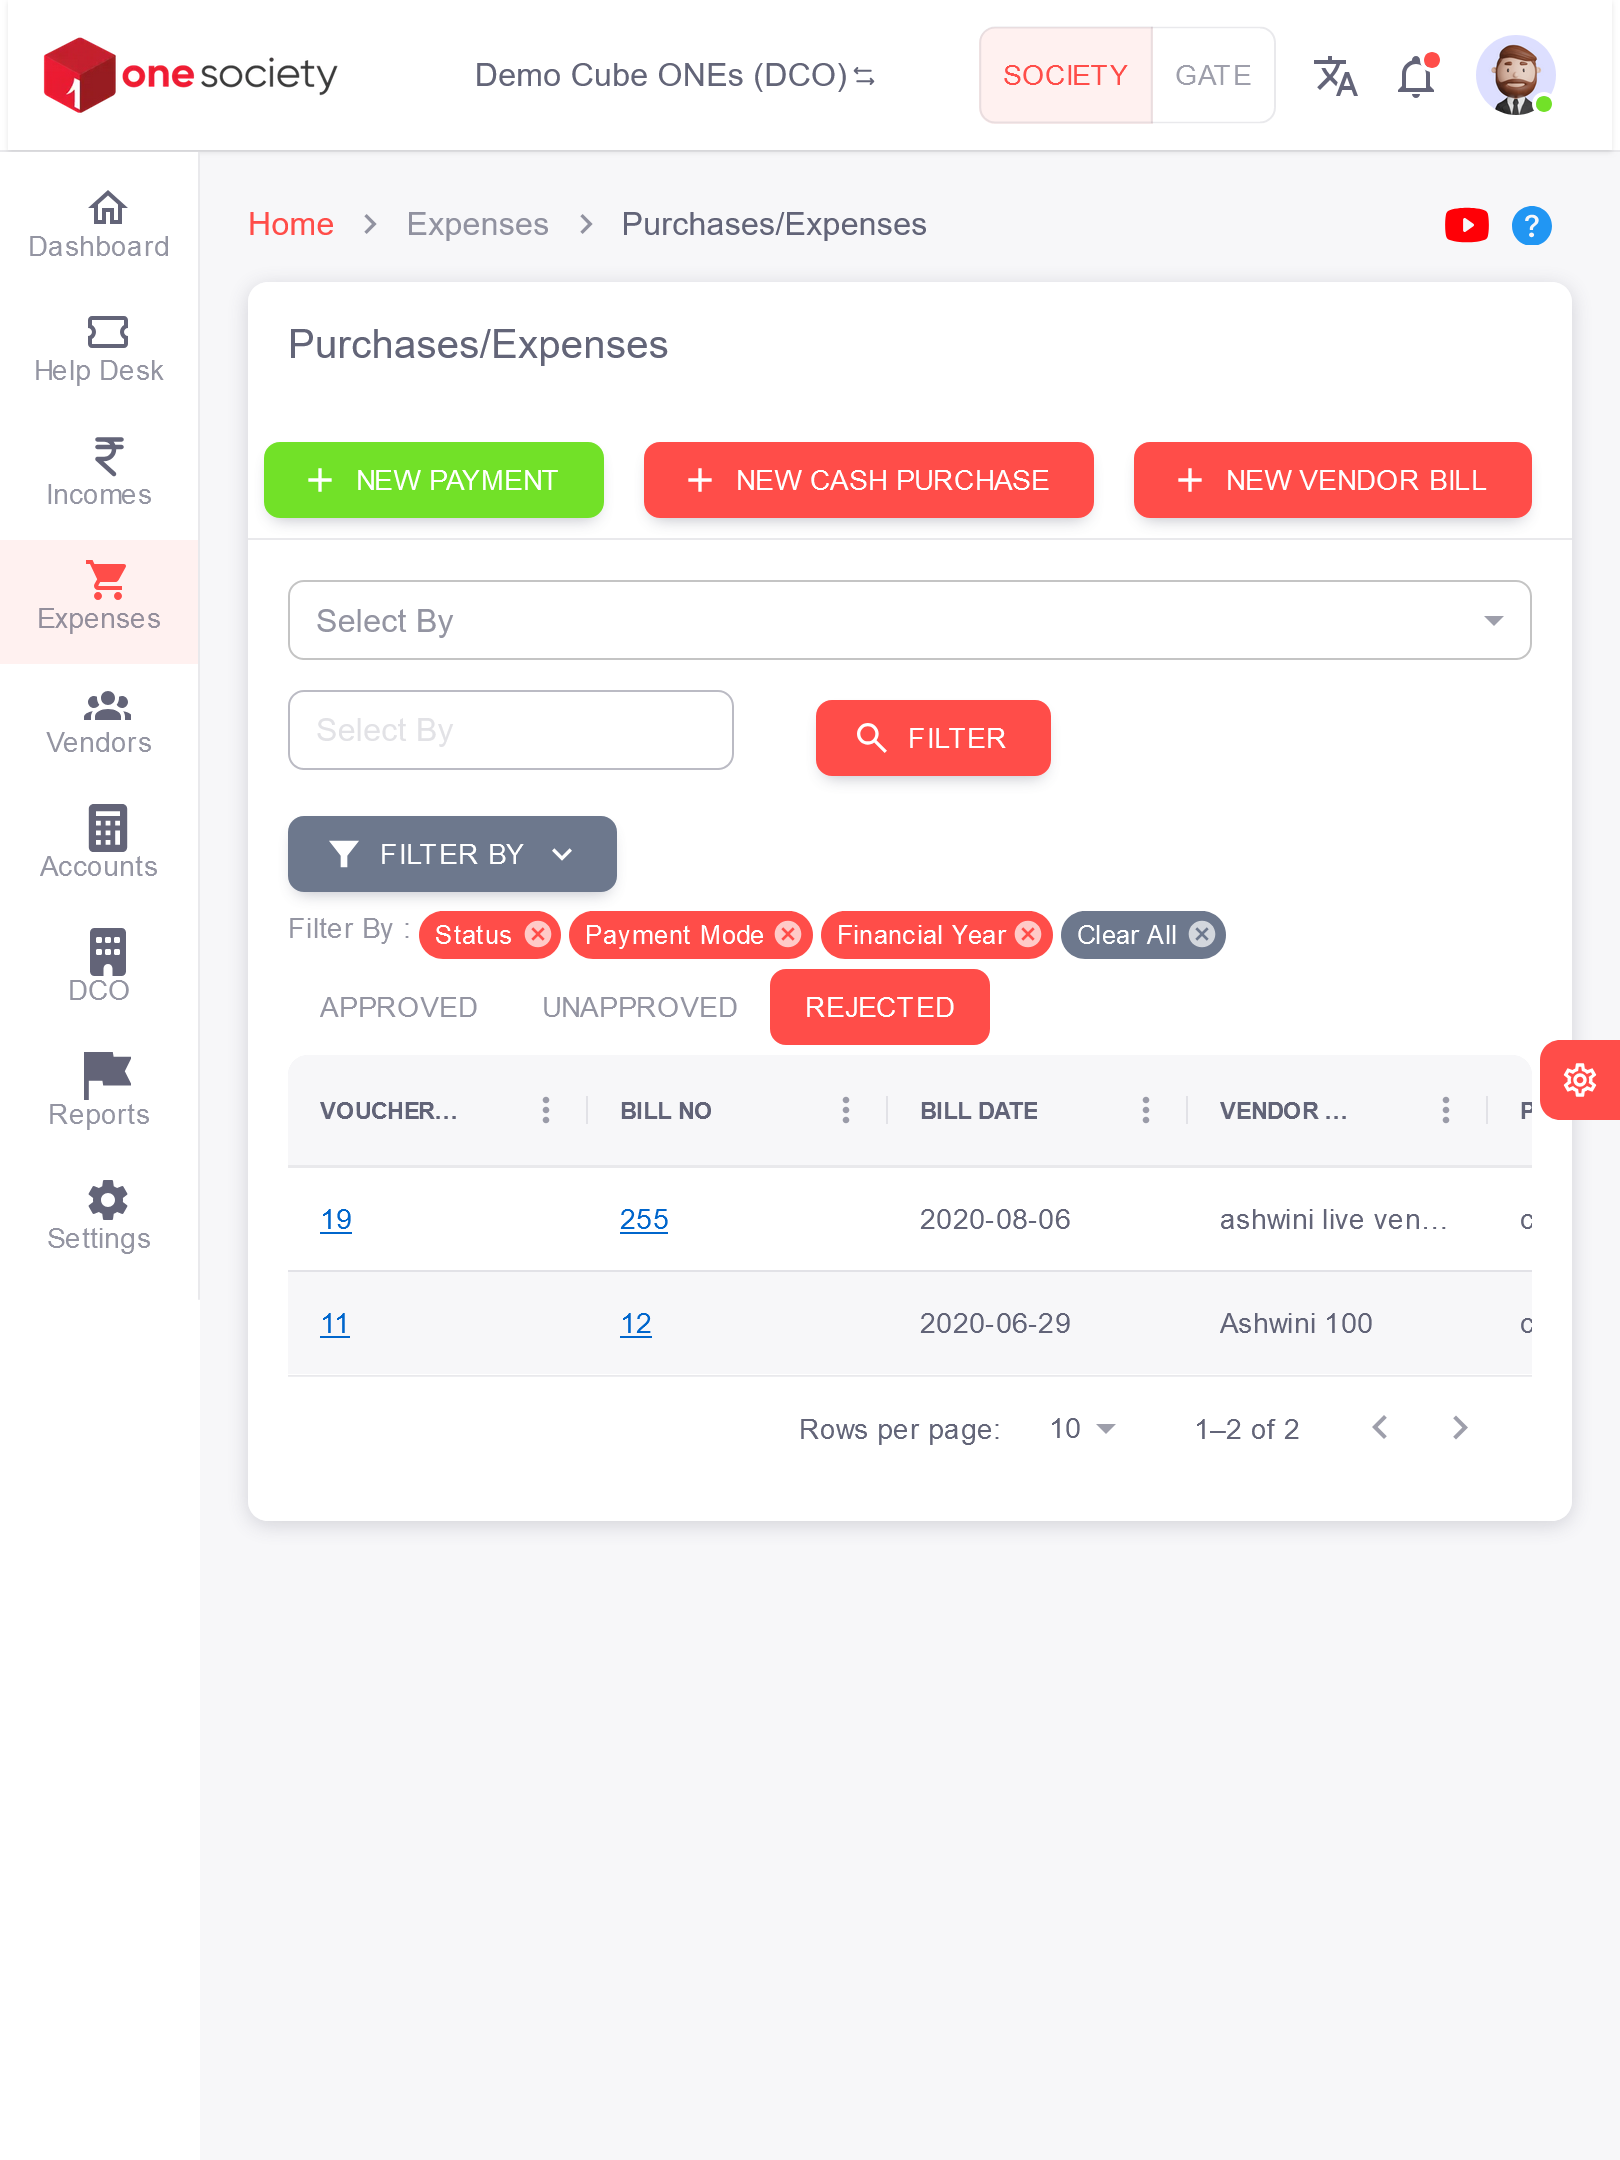 one society
Demo Cube ONEs (DCO)
SOCIETY
GATE
Dashboard
Help Desk
Incomes
Expenses
Vendors
Accounts
DCO
Reports
Settings
Home > Expenses > Purchases/Expenses
Purchases/Expenses
+ NEW PAYMENT
+ NEW CASH PURCHASE
+ NEW VENDOR BILL
Select By
Select By
FILTER
FILTER BY
Filter By : Status Payment Mode Financial Year Clear All
APPROVED UNAPPROVED REJECTED
VOUCHER... BILL NO BILL DATE VENDOR ...
19 255 2020-08-06 ashwini live ven...
11 12 2020-06-29 Ashwini 100
Rows per page: 10 1–2 of 2